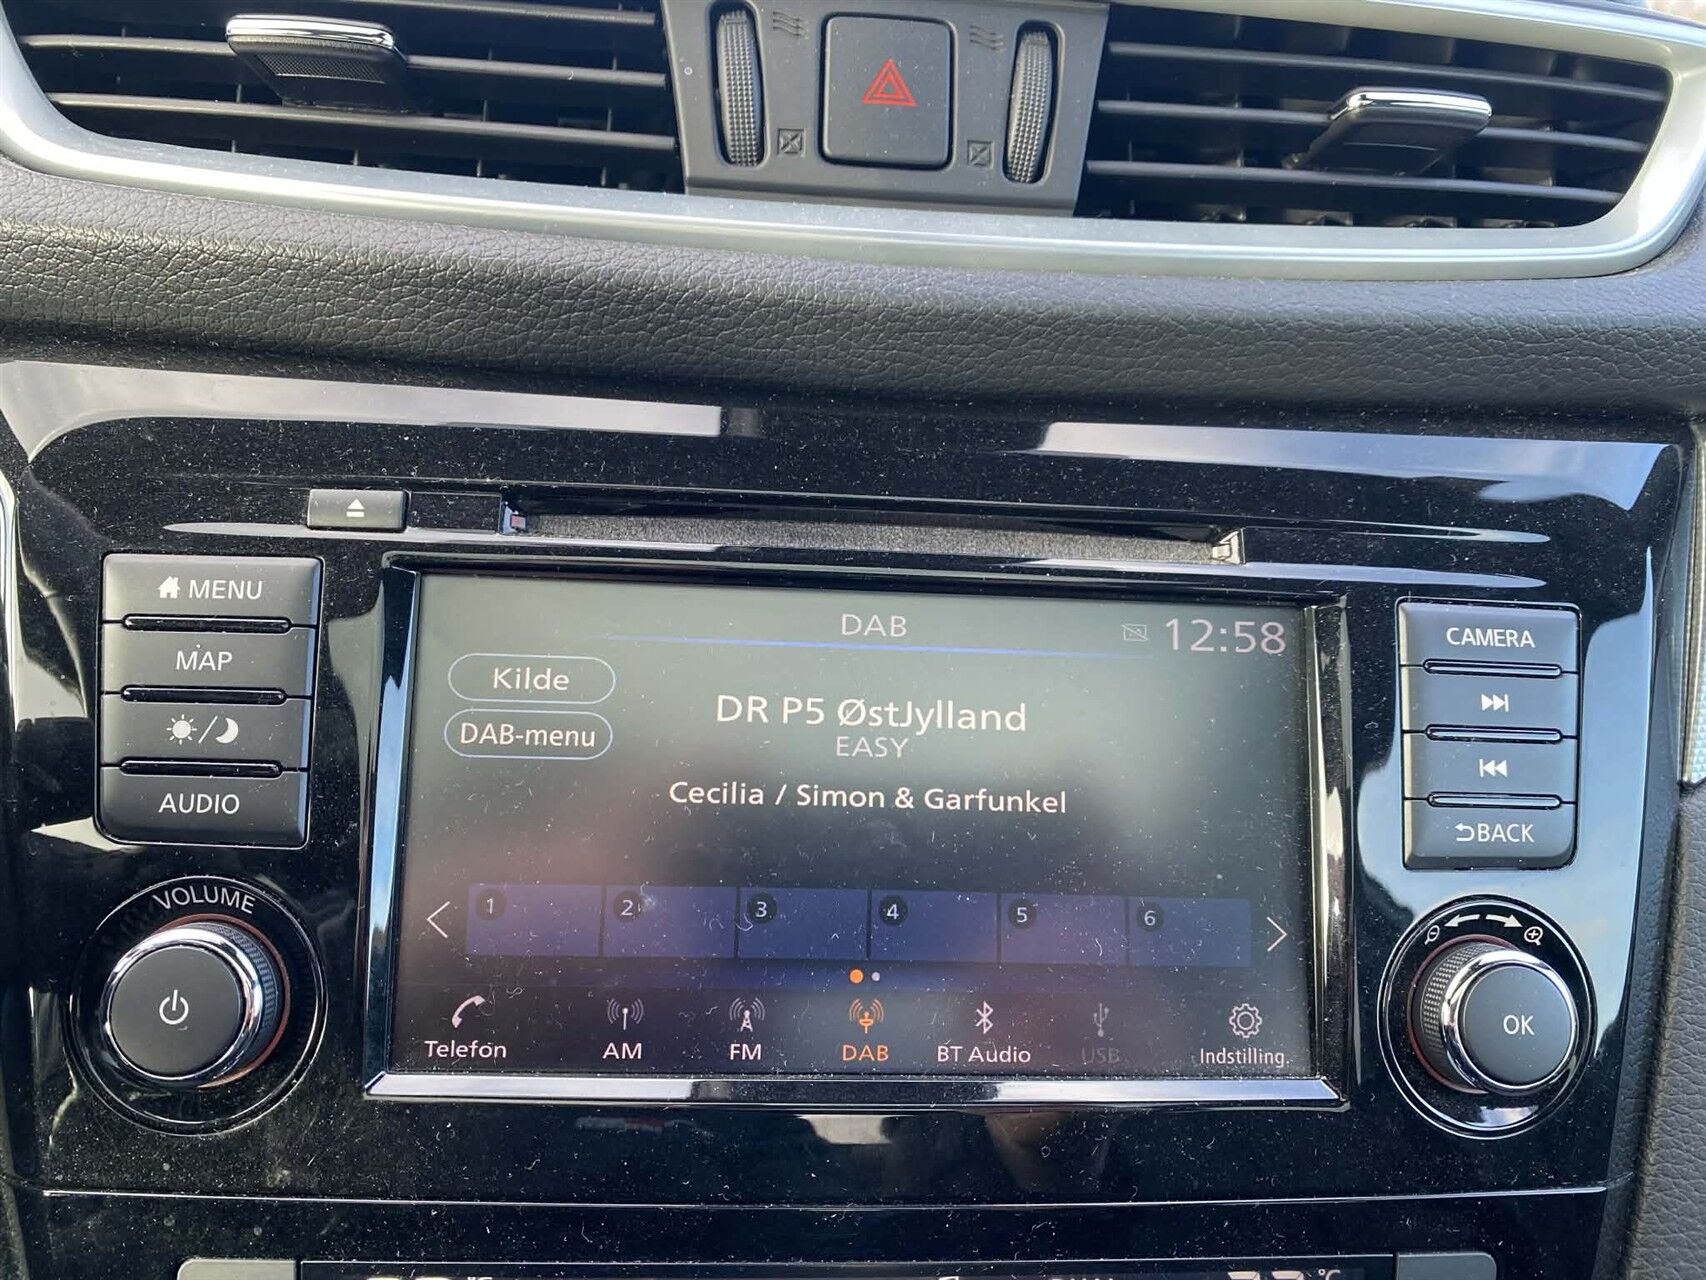 MENU
MAP
AUDIO
VOLUME
DAB
12:58
Kilde
DAB-menu
DR P5 ØstJylland
EASY
Cecilia / Simon & Garfunkel
1 2 3 4 5 6
Telefon AM FM DAB BT Audio USB Indstilling.
CAMERA
BACK
OK
°C